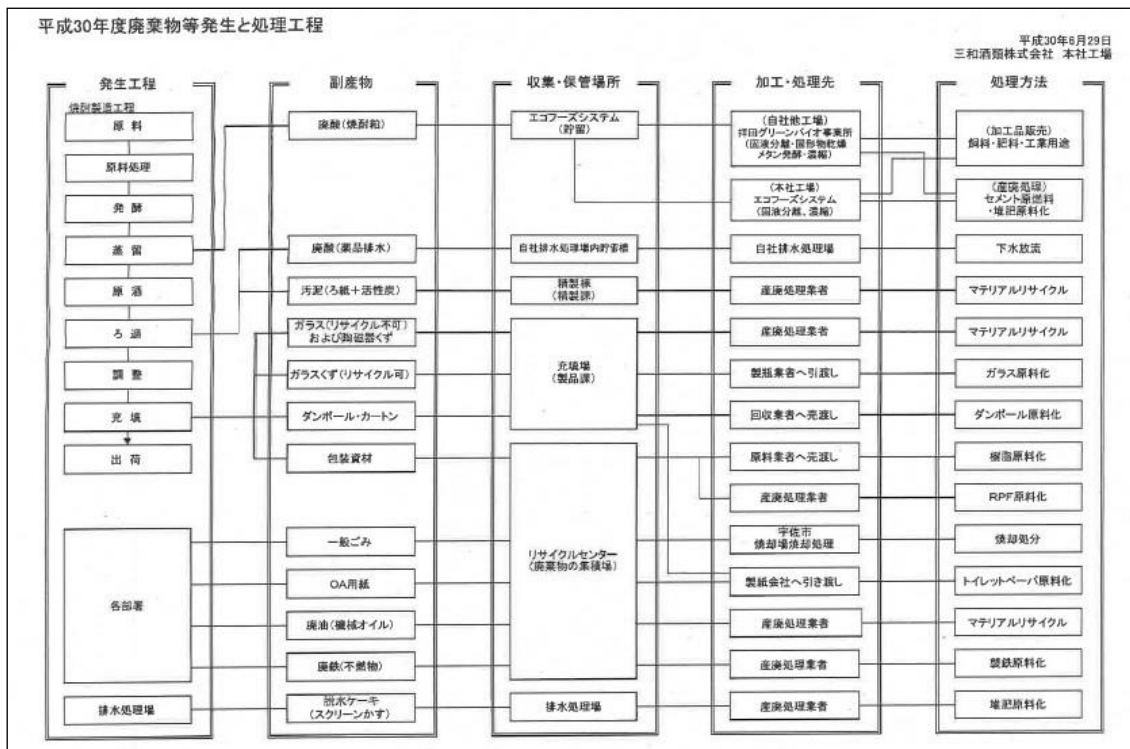 平成30年度廃棄物等発生と処理工程
平成30年6月29日
三和酒類株式会社 本社工場
発生工程
焼酎製造工程
原料
原料処理
発酵
蒸留
原酒
ろ過
調整
充填
出荷
各部署
排水処理場
副産物
廃酸(焼酎粕)
廃酸(薬品排水)
汚泥(ろ紙+活性炭)
ガラス(リサイクル不可)
および陶磁器くず
ガラスくず(リサイクル可)
ダンボール・カートン
包装資材
一般ごみ
OA用紙
廃油(機械オイル)
廃鉄(不燃物)
脱水ケーキ
(スクリーンかす)
収集・保管場所
エコフーズシステム
(貯留)
自社排水処理場内貯留槽
精製棟
(精製課)
充填場
(製品課)
リサイクルセンター
(廃棄物の集積場)
排水処理場
加工・処理先
(自社他工場)
拝田グリーンバイオ事業所
(固液分離・固形物乾燥
メタン発酵・濃縮)
(本社工場)
エコフーズシステム
(固液分離、濃縮)
自社排水処理場
産廃処理業者
産廃処理業者
製瓶業者へ引渡し
回収業者へ売渡し
原料業者へ売渡し
産廃処理業者
宇佐市
焼却場焼却処理
製紙会社へ引き渡し
産廃処理業者
産廃処理業者
産廃処理業者
処理方法
(加工品販売)
飼料・肥料・工業用途
(産廃処理)
セメント原燃料
・堆肥原料化
下水放流
マテリアルリサイクル
マテリアルリサイクル
ガラス原料化
ダンボール原料化
樹脂原料化
RPF原料化
焼却処分
トイレットペーパ原料化
マテリアルリサイクル
製鉄原料化
堆肥原料化